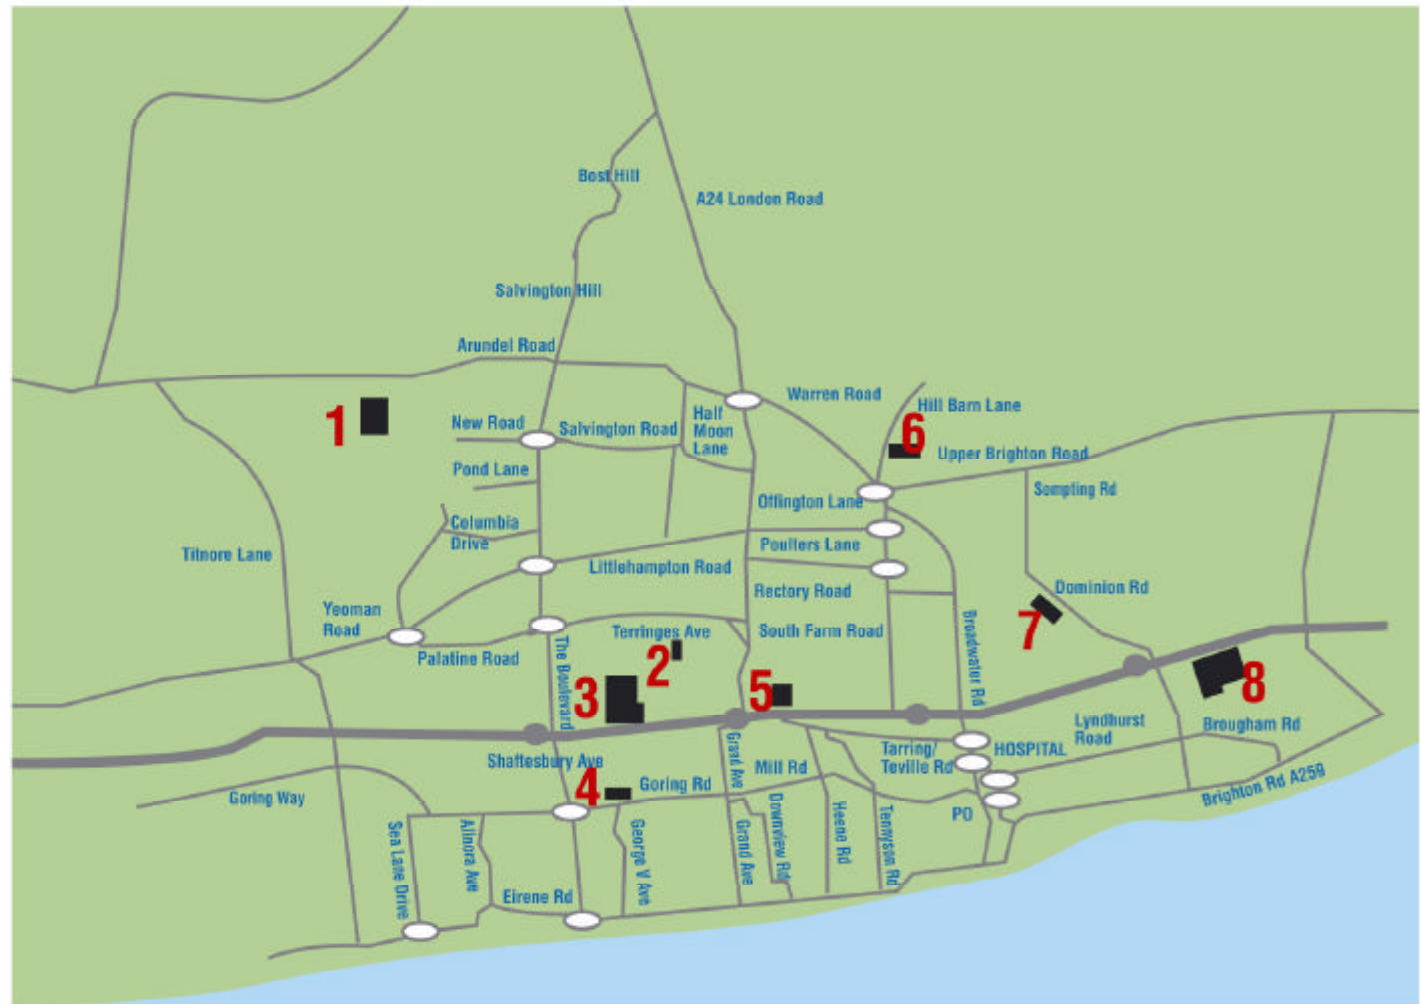 Bost Hill
A24 London Road
Salvington Hill
Arundel Road
Warren Road
Hill Barn Lane
1
New Road
Salvington Road
Half
Moon
Lane
6
Upper Brighton Road
Pond Lane
Offington Lane
Sompting Rd
Columbia
Drive
Titnore Lane
Poulters Lane
Littlehampton Road
Rectory Road
Dominion Rd
Yeoman
Road
Terringes Ave
South Farm Road
Broadwater Rd
7
Palatine Road
The Boulevard
2
3
5
8
Shaftesbury Ave
Grand Ave
Mill Rd
Tarring/
Teville Rd
HOSPITAL
Lyndhurst
Road
Brougham Rd
4
Goring Rd
Goring Way
Brighton Rd A259
PO
Sea Lane Drive
Alinora Ave
George V Ave
Grand Ave
Downview Rd
Heene Rd
Tennyson Rd
Eirene Rd